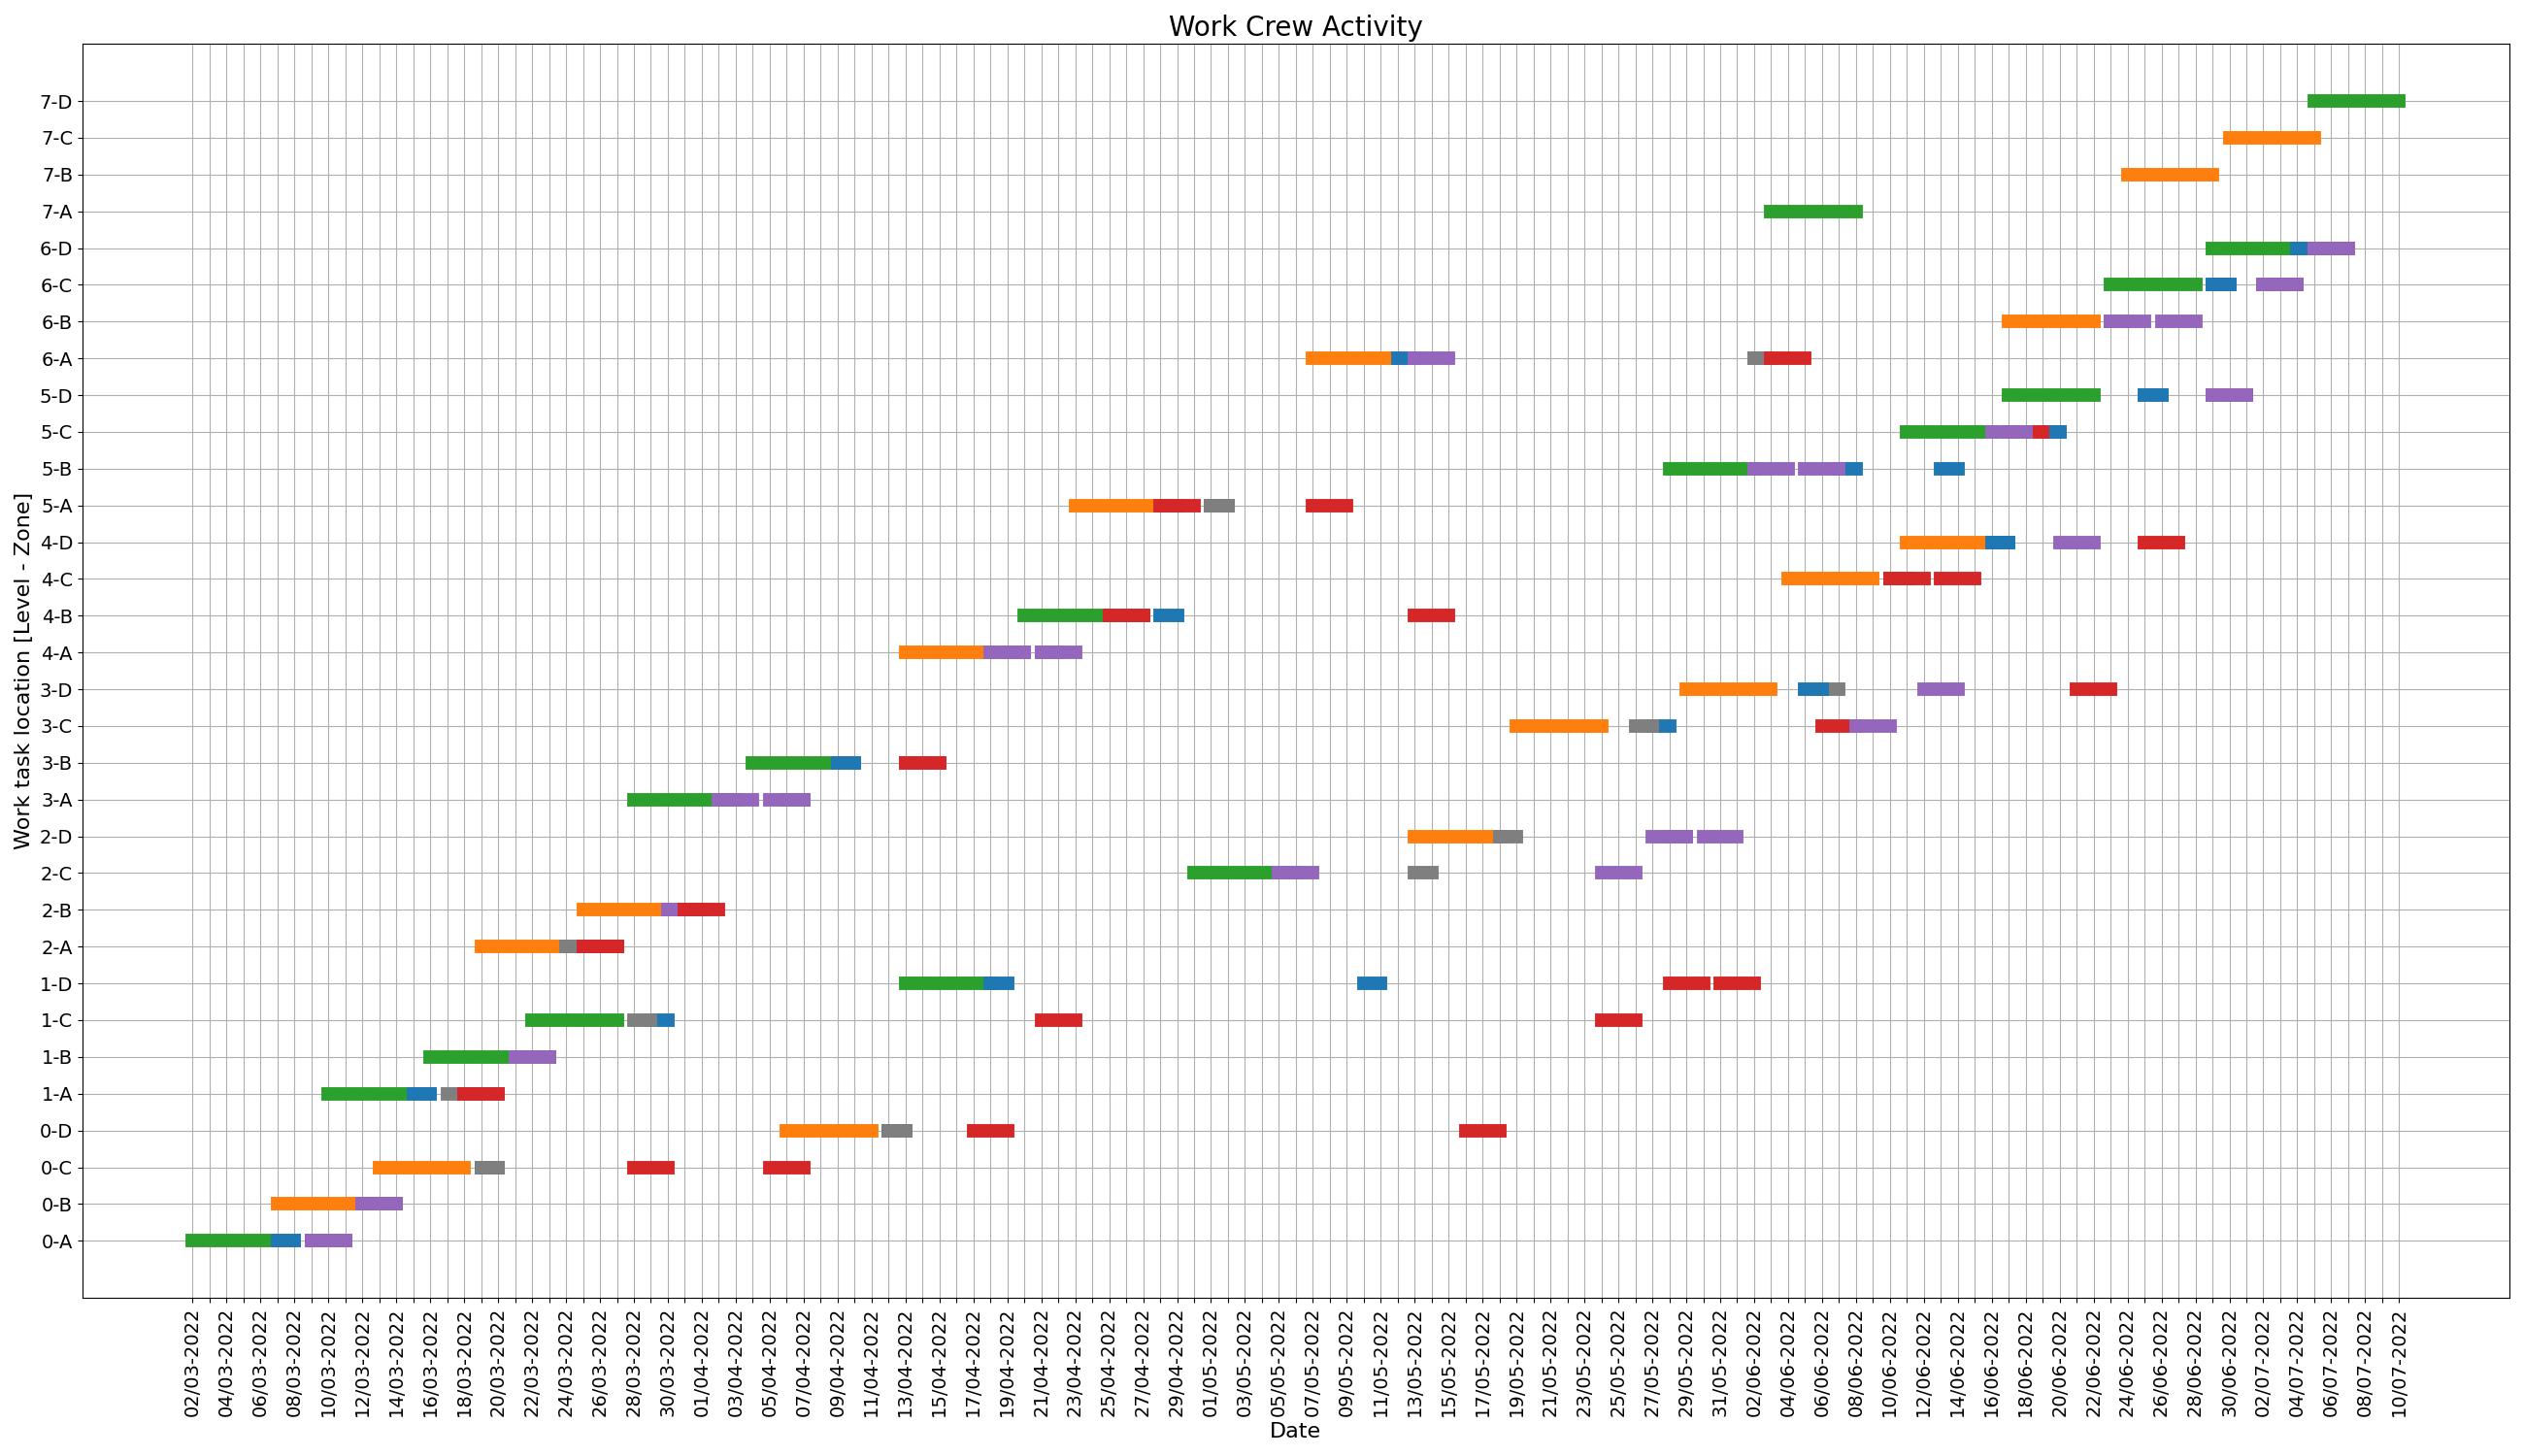 Work Crew Activity
Work task location [Level - Zone]
7-D
7-C
7-B
7-A
6-D
6-C
6-B
6-A
5-D
5-C
5-B
5-A
4-D
4-C
4-B
4-A
3-D
3-C
3-B
3-A
2-D
2-C
2-B
2-A
1-D
1-C
1-B
1-A
0-D
0-C
0-B
0-A
02/03-2022
04/03-2022
06/03-2022
08/03-2022
10/03-2022
12/03-2022
14/03-2022
16/03-2022
18/03-2022
20/03-2022
22/03-2022
24/03-2022
26/03-2022
28/03-2022
30/03-2022
01/04-2022
03/04-2022
05/04-2022
07/04-2022
09/04-2022
11/04-2022
13/04-2022
15/04-2022
17/04-2022
19/04-2022
21/04-2022
23/04-2022
25/04-2022
27/04-2022
29/04-2022
01/05-2022
03/05-2022
05/05-2022
07/05-2022
09/05-2022
11/05-2022
13/05-2022
15/05-2022
17/05-2022
19/05-2022
21/05-2022
23/05-2022
25/05-2022
27/05-2022
29/05-2022
31/05-2022
02/06-2022
04/06-2022
06/06-2022
08/06-2022
10/06-2022
12/06-2022
14/06-2022
16/06-2022
18/06-2022
20/06-2022
22/06-2022
24/06-2022
26/06-2022
28/06-2022
30/06-2022
02/07-2022
04/07-2022
06/07-2022
08/07-2022
10/07-2022
Date